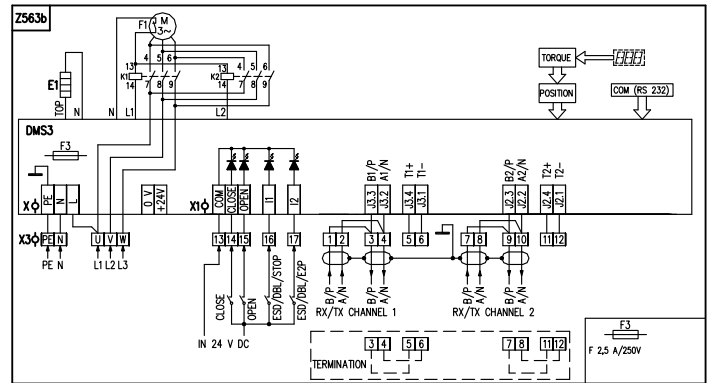 Z563b
F1 M
3~
13 4 5 6 13 4 5 6
K1 K2
14 7 8 9 14 7 8 9
E1
TOP N N L1 L2
TORQUE
POSITION COM (RS 232)
DMS3
F3
X PE N L
0 V
+24V
X1 COM CLOSE OPEN I1 I2
B1/P A1/N T1+ T1-
J3.3 J3.2 J3.4 J3.1
B2/P A2/N T2+ T2-
J2.3 J2.2 J2.4 J2.1
X3 PE N U V W 13 14 15 16 17 1 2 3 4 5 6 7 8 9 10 11 12
PE N L1 L2 L3
CLOSE OPEN ESD/DBL/STOP ESD/DBL/E2P
B/P A/N B/P A/N B/P A/N B/P A/N
RX/TX CHANNEL 1 RX/TX CHANNEL 2
IN 24 V DC
TERMINATION 3 4 5 6 7 8 11 12
F3
F 2,5 A/250V